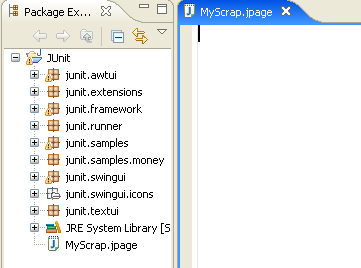 Package Ex...
MyScrap.jpage
JUnit
junit.awtui
junit.extensions
junit.framework
junit.runner
junit.samples
junit.samples.money
junit.swingui
junit.swingui.icons
junit.textui
JRE System Library [S
MyScrap.jpage